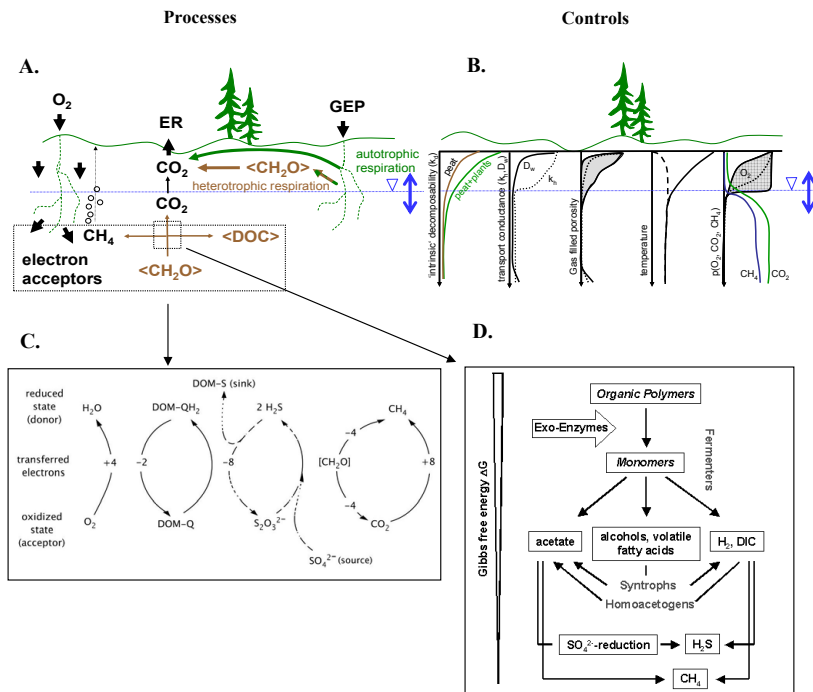 Processes
Controls
A.
B.
O2
ER
GEP
autotrophic
respiration
CO2
<CH2O>
heterotrophic respiration
CO2
CH4
<DOC>
electron
acceptors
<CH2O>
'intrinsic' decomposability (kd)
peat
peat+plants
transport conductance (kh, Dw)
Dw
kh
Gas filled porosity
temperature
p(O2, CO2, CH4)
O2
CH4
CO2
C.
D.
reduced
state
(donor)
H2O
DOM–QH2
DOM–S (sink)
2 H2S
CH4
transferred
electrons
+4
–2
–8
[CH2O]
–4
–4
+8
oxidized
state
(acceptor)
O2
DOM–Q
S2O3 2–
CO2
SO4 2– (source)
Gibbs free energy ΔG
Organic Polymers
Exo-Enzymes
Fermenters
Monomers
acetate
alcohols, volatile
fatty acids
H2, DIC
Syntrophs
Homoacetogens
SO4 2- -reduction
H2S
CH4